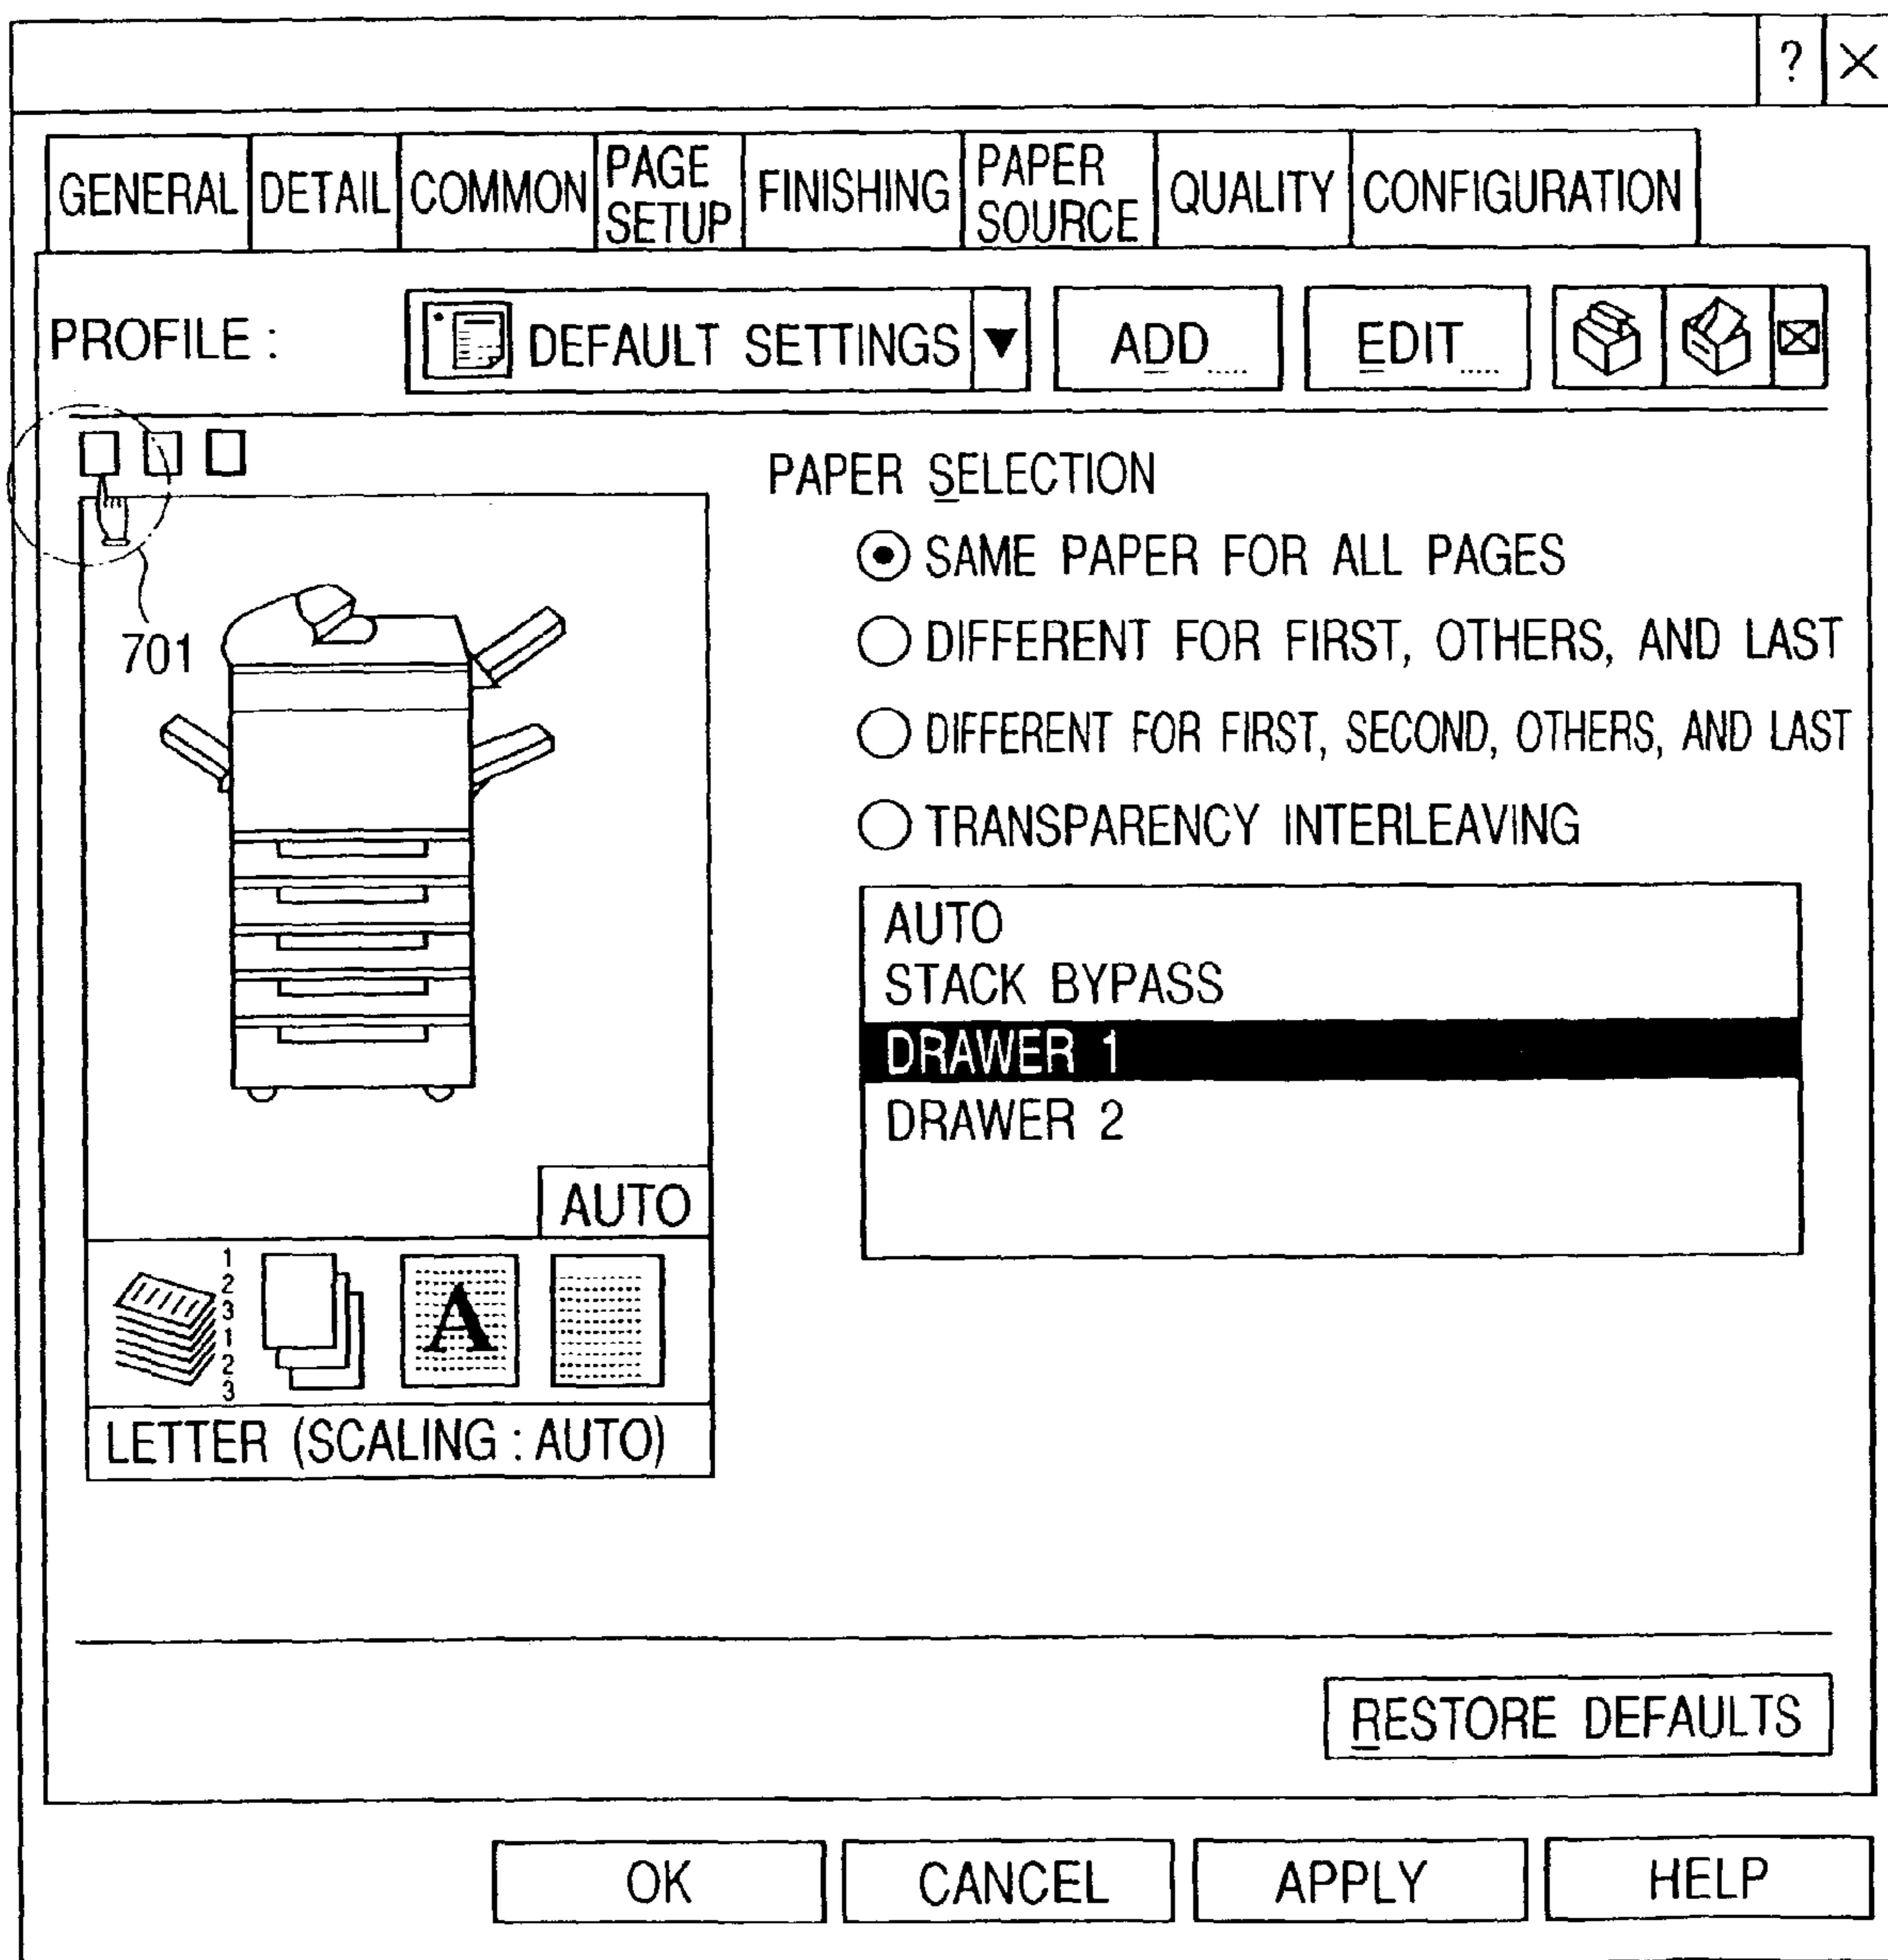 ? ×
GENERAL DETAIL COMMON PAGE SETUP FINISHING PAPER SOURCE QUALITY CONFIGURATION
PROFILE : DEFAULT SETTINGS ▼ ADD..... EDIT.....
PAPER SELECTION
SAME PAPER FOR ALL PAGES
DIFFERENT FOR FIRST, OTHERS, AND LAST
701
DIFFERENT FOR FIRST, SECOND, OTHERS, AND LAST
TRANSPARENCY INTERLEAVING
AUTO
STACK BYPASS
DRAWER 1
DRAWER 2
AUTO
1
2
3
1
2
3
A
LETTER (SCALING : AUTO)
RESTORE DEFAULTS
OK CANCEL APPLY HELP